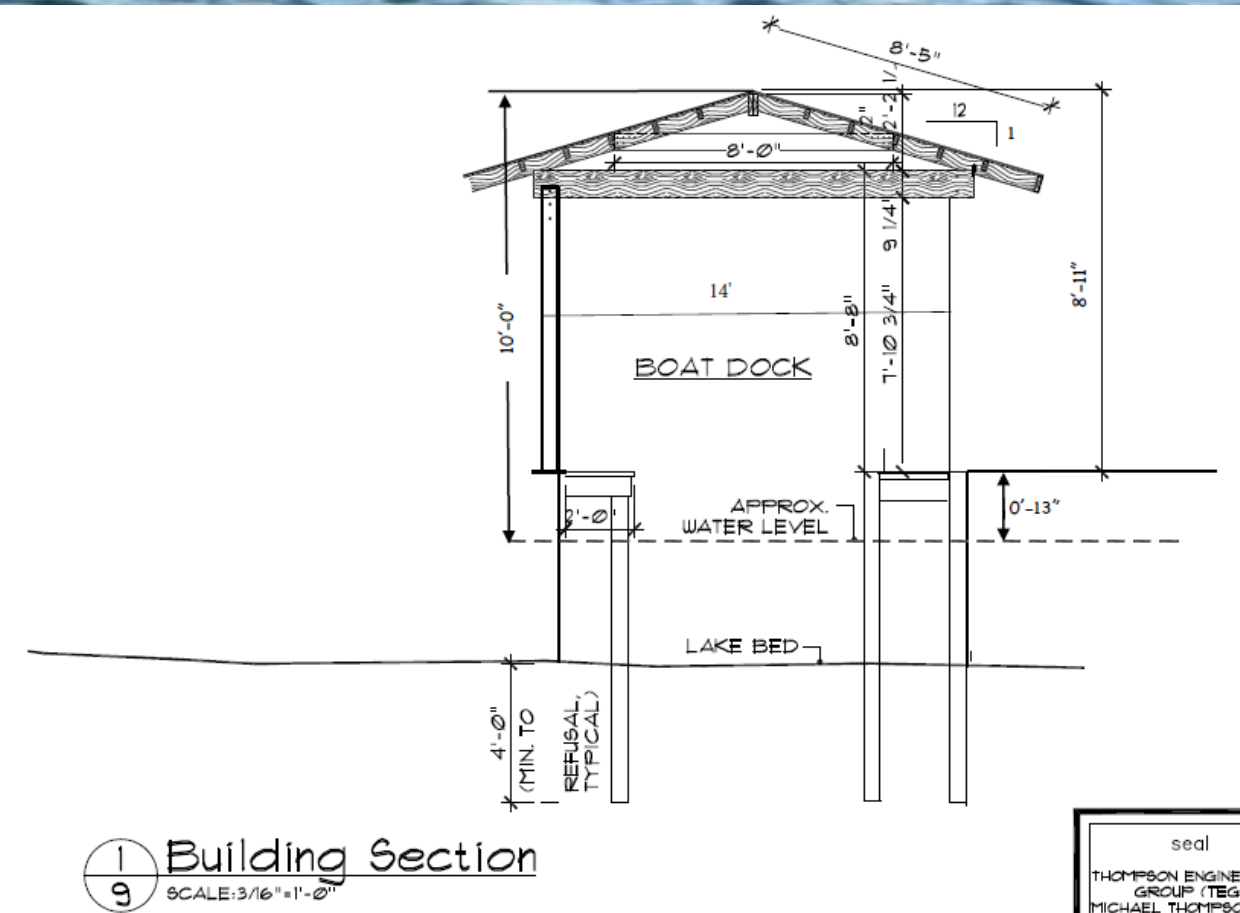 8'-5"
2'-2 1/
2"
12
1
8'-0"
9 1/4"
8'-11"
14'
10'-0"
8'-8"
7'-10 3/4"
BOAT DOCK
APPROX.
WATER LEVEL
0'-13"
2'-0"
LAKE BED
4'-0"
(MIN. TO
REFUSAL,
TYPICAL)
1
9
Building Section
SCALE:3/16"=1'-0"
seal
THOMPSON ENGINE
GROUP (TEG
MICHAEL THOMPSO